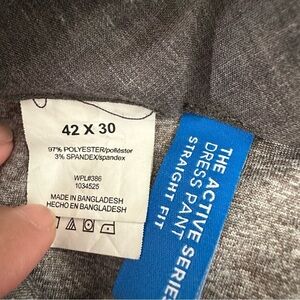 42 X 30
97% POLYESTER/poliéster
3% SPANDEX/spandex
WPL#386
1034525
MADE IN BANGLADESH
HECHO EN BANGLADESH
THE ACTIVE SERIES
DRESS PANT
STRAIGHT FIT